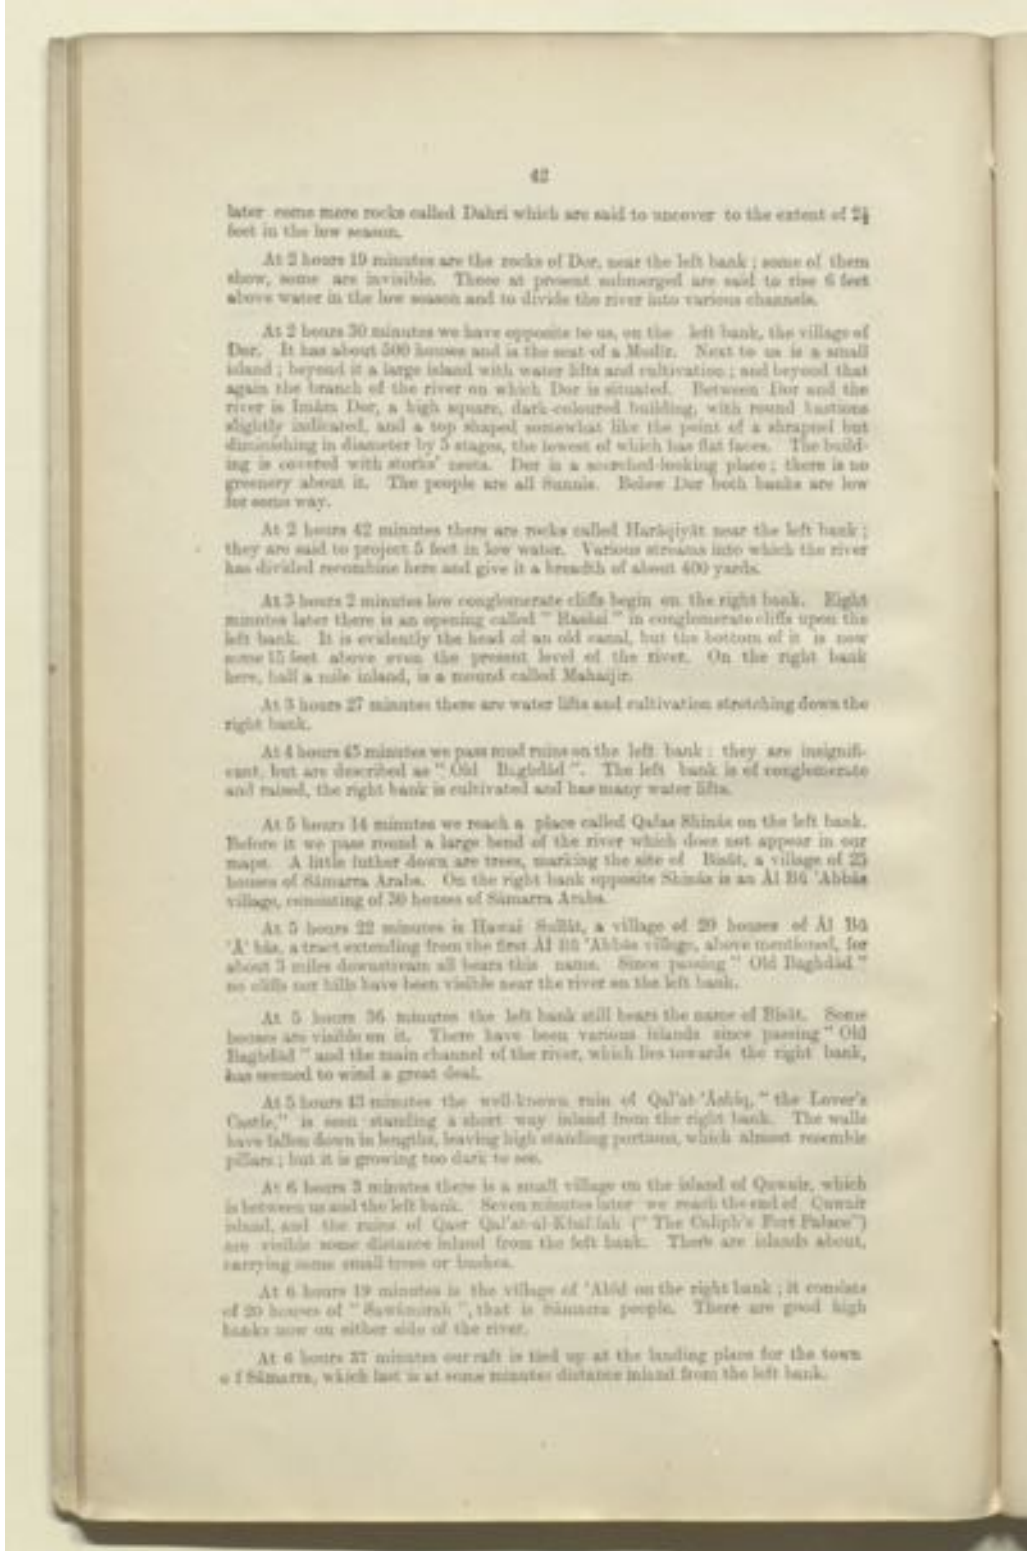 42
later come more rocks called Dahri which are said to uncover to the extent of 2½
feet in the low season.
At 2 hours 19 minutes are the rocks of Dor, near the left bank ; some of them
show, some are invisible. Those at present submerged are said to rise 6 feet
above water in the low season and to divide the river into various channels.
At 2 hours 30 minutes we have opposite to us, on the left bank, the village of
Dor. It has about 500 houses and is the seat of a Mudir. Next to us is a small
island ; beyond it a large island with water lifts and cultivation ; and beyond that
again the branch of the river on which Dor is situated. Between Dor and the
river is Imám Dor, a high square, dark-coloured building, with round bastions
slightly indicated, and a top shaped somewhat like the point of a shrapnel but
diminishing in diameter by 5 stages, the lowest of which has flat faces. The build-
ing is covered with storks' nests. Dor is a scorched-looking place ; there is no
greenery about it. The people are all Sunnis. Below Dor both banks are low
for some way.
At 2 hours 42 minutes there are rocks called Haráqiyát near the left bank ;
they are said to project 5 feet in low water. Various streams into which the river
has divided recombine here and give it a breadth of about 400 yards.
At 3 hours 2 minutes low conglomerate cliffs begin on the right bank. Eight
minutes later there is an opening called " " in conglomerate cliffs upon the
left bank. It is evidently the head of an old canal, but the bottom of it is now
some 15 feet above even the present level of the river. On the right bank
here, half a mile inland, is a mound called Mahaijir.
At 3 hours 27 minutes there are water lifts and cultivation stretching down the
right bank.
At 4 hours 45 minutes we pass mud ruins on the left bank : they are insignifi-
cant, but are described as " Old Baghdád ". The left bank is of conglomerate
and raised, the right bank is cultivated and has many water lifts.
At 5 hours 14 minutes we reach a place called Shinás on the left bank.
Before it we pass round a large bend of the river which does not appear in our
maps. A little futher down are trees, marking the site of Bisát, a village of 25
houses of Sámarra Arabs. On the right bank opposite Shinás is an Ál Bú 'Abbás
village, consisting of 30 houses of Sámarra Arabs.
At 5 hours 22 minutes is Hawai Sultát, a village of 20 houses of Ál Bú
'A' bás, a tract extending from the first Ál Bú 'Abbás village, above mentioned, for
about 3 miles downstream all bears this name. Since passing " Old Baghdád "
no cliffs nor hills have been visible near the river on the left bank.
At 5 hours 36 minutes the left bank still bears the name of Bisát. Some
houses are visible on it. There have been various islands since passing " Old
Baghdád " and the main channel of the river, which lies towards the right bank,
has seemed to wind a great deal.
At 5 hours 43 minutes the well-known ruin of Qal'at-'Áshiq, " the Lover's
Castle," is seen standing a short way inland from the right bank. The walls
have fallen down in lengths, leaving high standing portions, which almost resemble
pillars ; but it is growing too dark to see.
At 6 hours 3 minutes there is a small village on the island of Quwair, which
is between us and the left bank. Seven minutes later we reach the end of Quwair
island, and the ruins of Qasr Qal'at-al-Khalífah (" The Caliph's Fort Palace")
are visible some distance inland from the left bank. There are islands about,
carrying some small trees or bushes.
At 6 hours 19 minutes is the village of 'Abíd on the right bank ; it consists
of 20 houses of " Sawámirah ", that is Sámarra people. There are good high
banks now on either side of the river.
At 6 hours 37 minutes our raft is tied up at the landing place for the town
o f Sámarra, which last is at some minutes distance inland from the left bank.